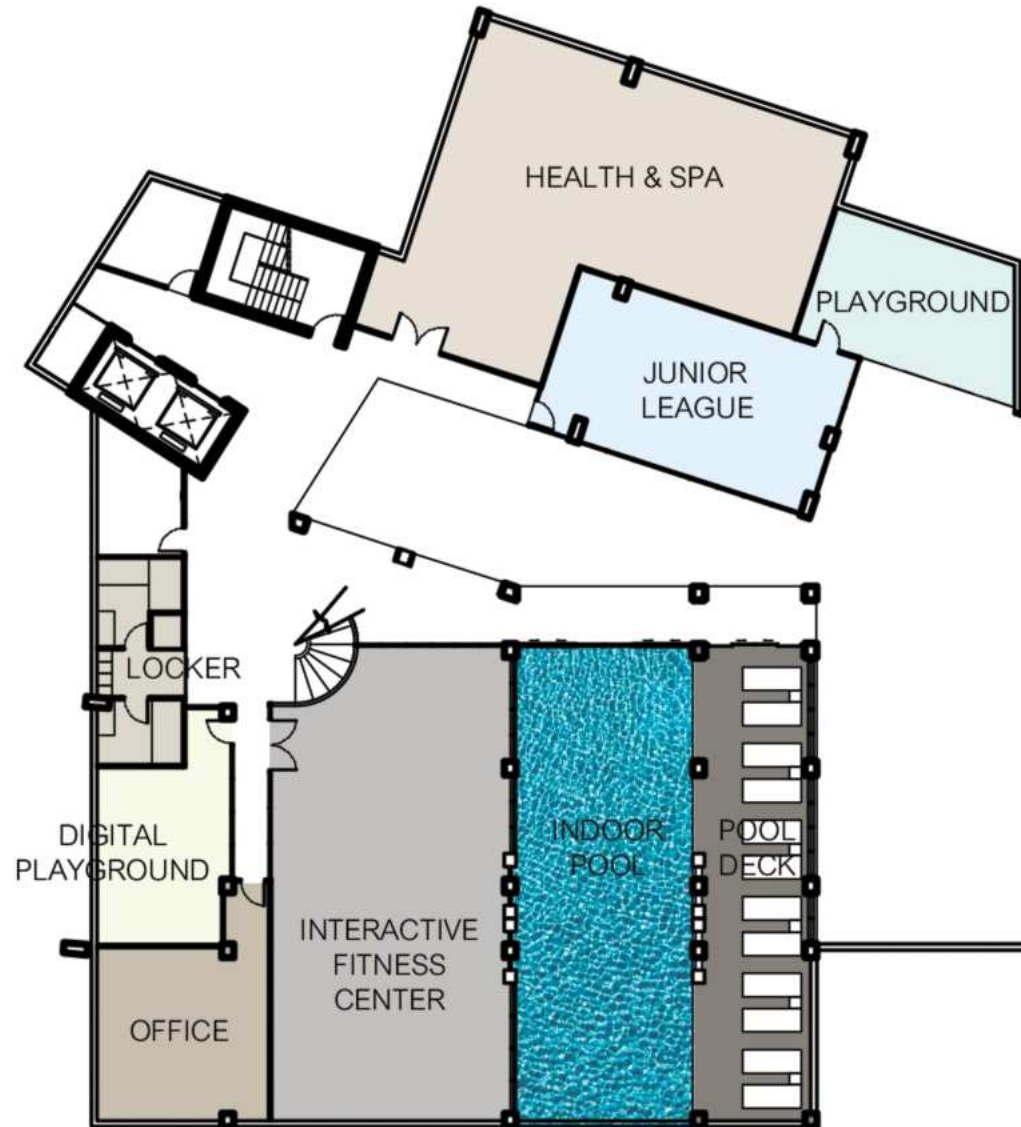 HEALTH & SPA
PLAYGROUND
JUNIOR
LEAGUE
LOCKER
DIGITAL
PLAYGROUND
INDOOR
POOL
POOL
DECK
INTERACTIVE
FITNESS
CENTER
OFFICE